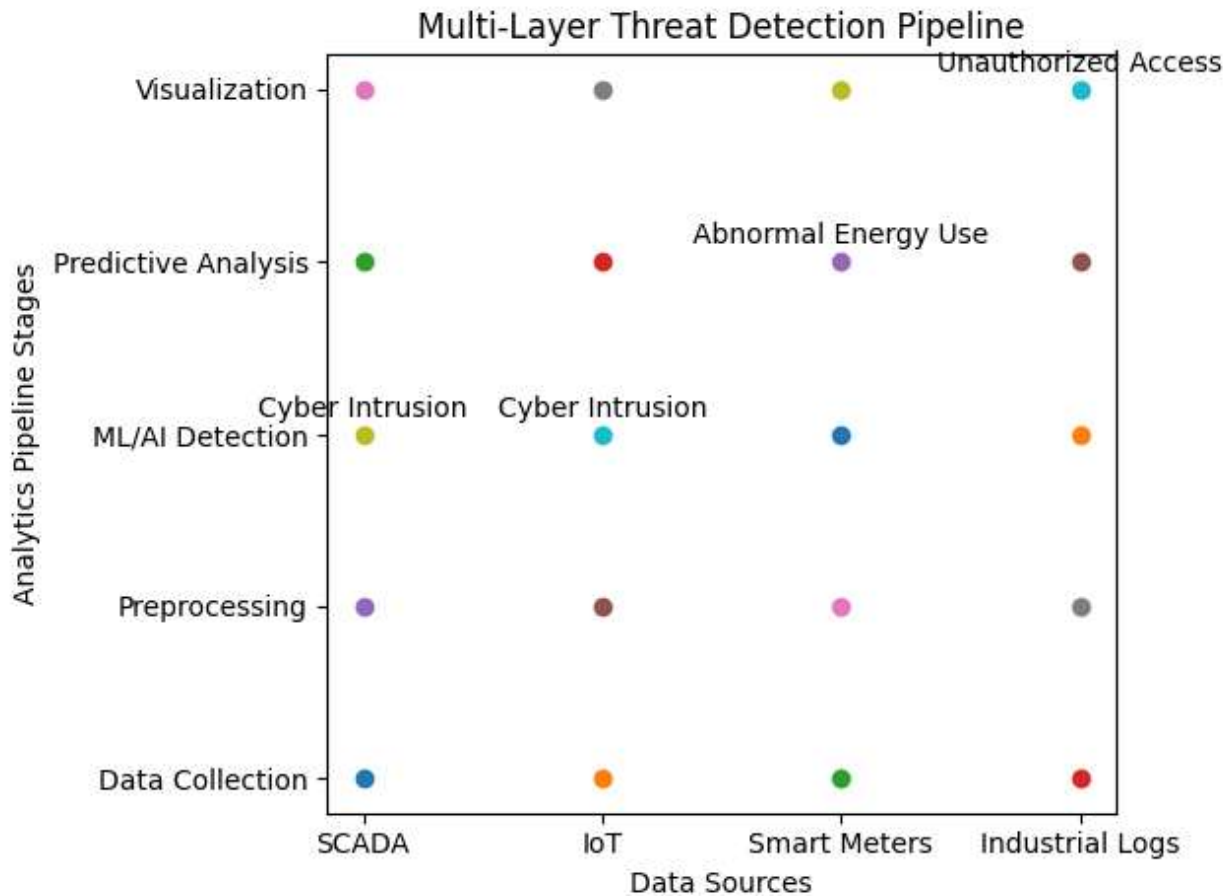 Multi-Layer Threat Detection Pipeline
Unauthorized Access
Visualization
Abnormal Energy Use
Predictive Analysis
Cyber Intrusion
Cyber Intrusion
ML/AI Detection
Preprocessing
Data Collection
Analytics Pipeline Stages
SCADA
IoT
Smart Meters
Industrial Logs
Data Sources